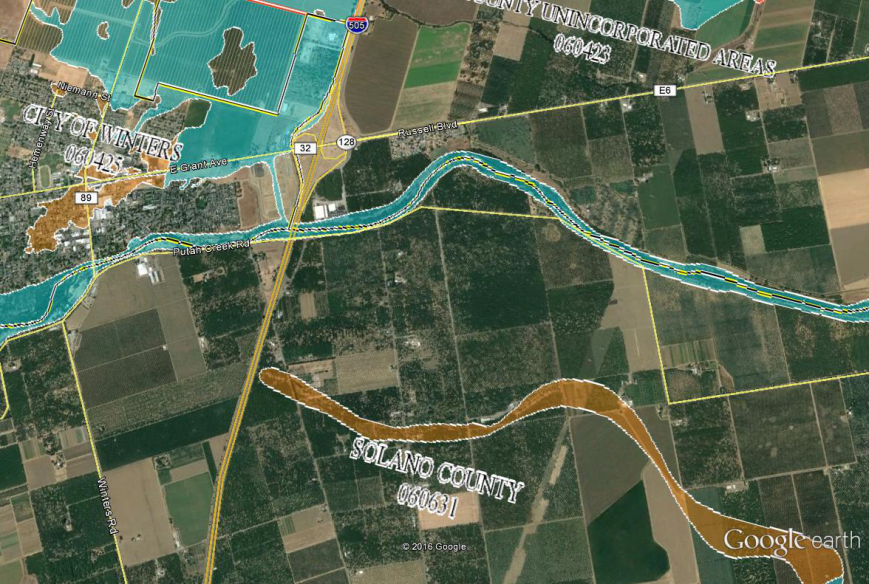 505
COUNTY UNINCORPORATED AREAS
060423
E6
Niemann St
CITY OF WINTERS
060425
Russell Blvd
32
128
E Grant Ave
89
Putah Creek Rd
SOLANO COUNTY
060631
Winters Rd
© 2016 Google
Google earth